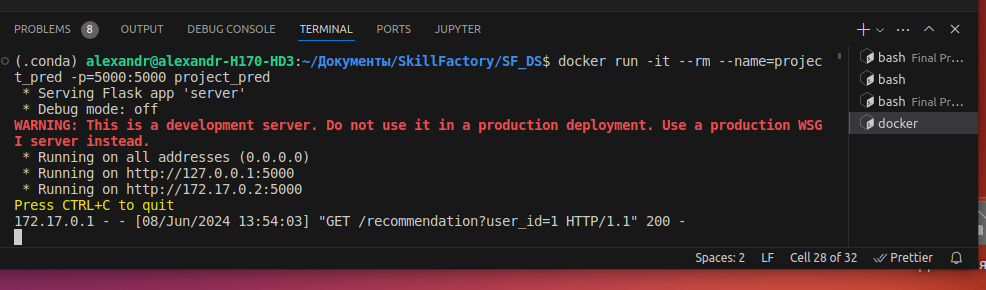 PROBLEMS 8 OUTPUT DEBUG CONSOLE TERMINAL PORTS JUPYTER
(.conda) alexandr@alexandr-H170-HD3:~/Документы/SkillFactory/SF_DS$ docker run -it --rm --name=projec
t_pred -p=5000:5000 project_pred
* Serving Flask app 'server'
* Debug mode: off
WARNING: This is a development server. Do not use it in a production deployment. Use a production WSG
I server instead.
* Running on all addresses (0.0.0.0)
* Running on http://127.0.0.1:5000
* Running on http://172.17.0.2:5000
Press CTRL+C to quit
172.17.0.1 - - [08/Jun/2024 13:54:03] "GET /recommendation?user_id=1 HTTP/1.1" 200 -
bash Final Pr...
bash
bash Final Pr...
docker
Spaces: 2 LF Cell 28 of 32 Prettier